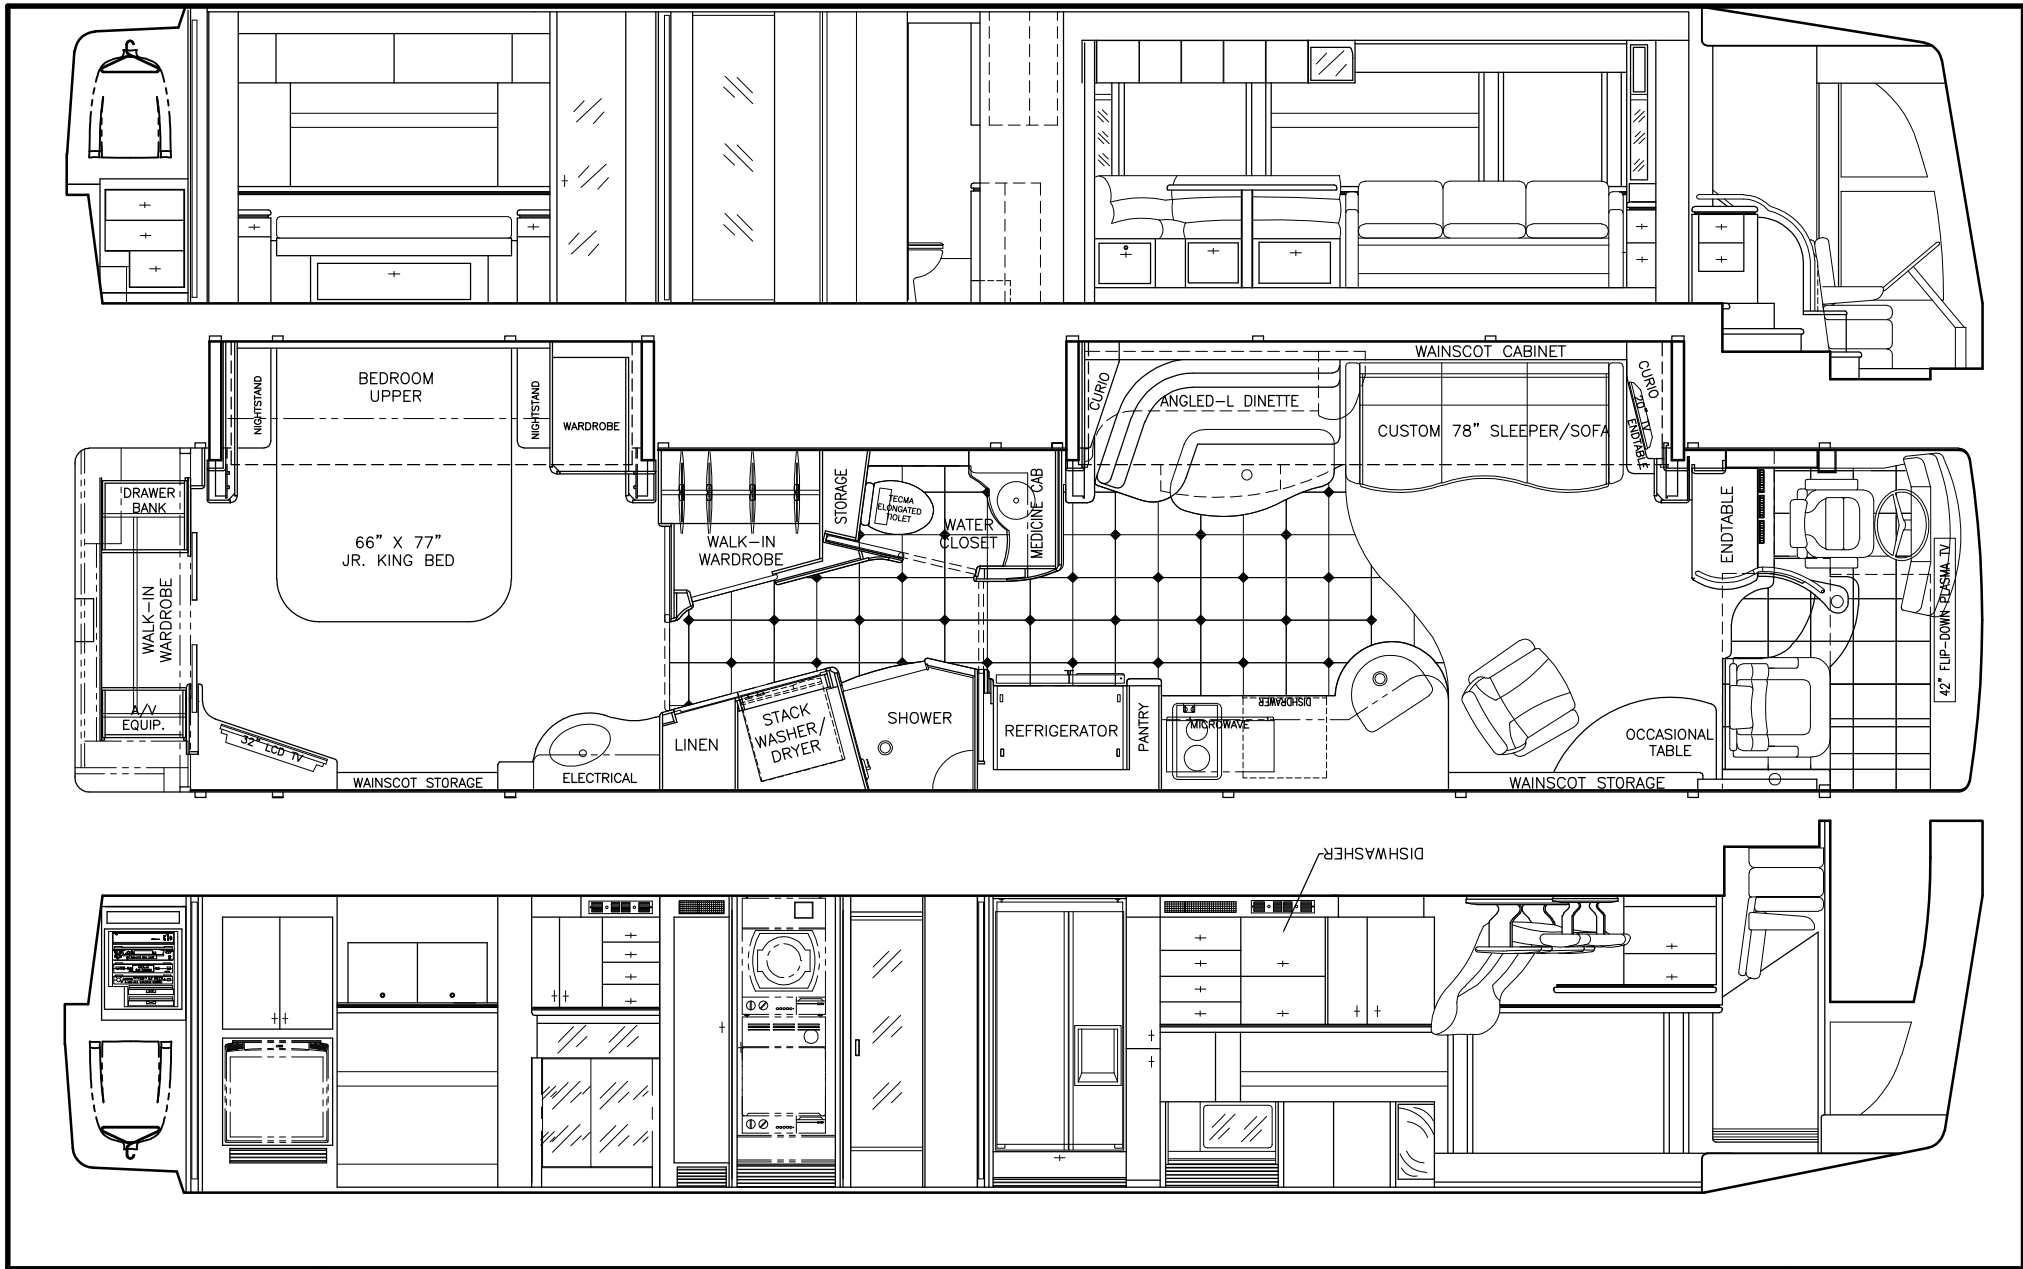 BEDROOM
UPPER
NIGHTSTAND
NIGHTSTAND
WARDROBE
DRAWER
BANK
66” X 77”
JR. KING BED
WALK-IN
WARDROBE
A/V
EQUIP.
32" LCD TV
WAINSCOT STORAGE
ELECTRICAL
WALK-IN
WARDROBE
STORAGE
TECMA
ELONGATED
TIOLET
WATER
CLOSET
MEDICINE CAB
LINEN
STACK
WASHER/
DRYER
SHOWER
REFRIGERATOR
PANTRY
MICROWAVE
DISHDRAWER
CURIO
ANGLED-L DINETTE
WAINSCOT CABINET
CUSTOM 78” SLEEPER/SOFA
CURIO
20" TV
ENDTABLE
ENDTABLE
42" FLIP-DOWN PLASMA TV
OCCASIONAL
TABLE
WAINSCOT STORAGE
DISHWASHER